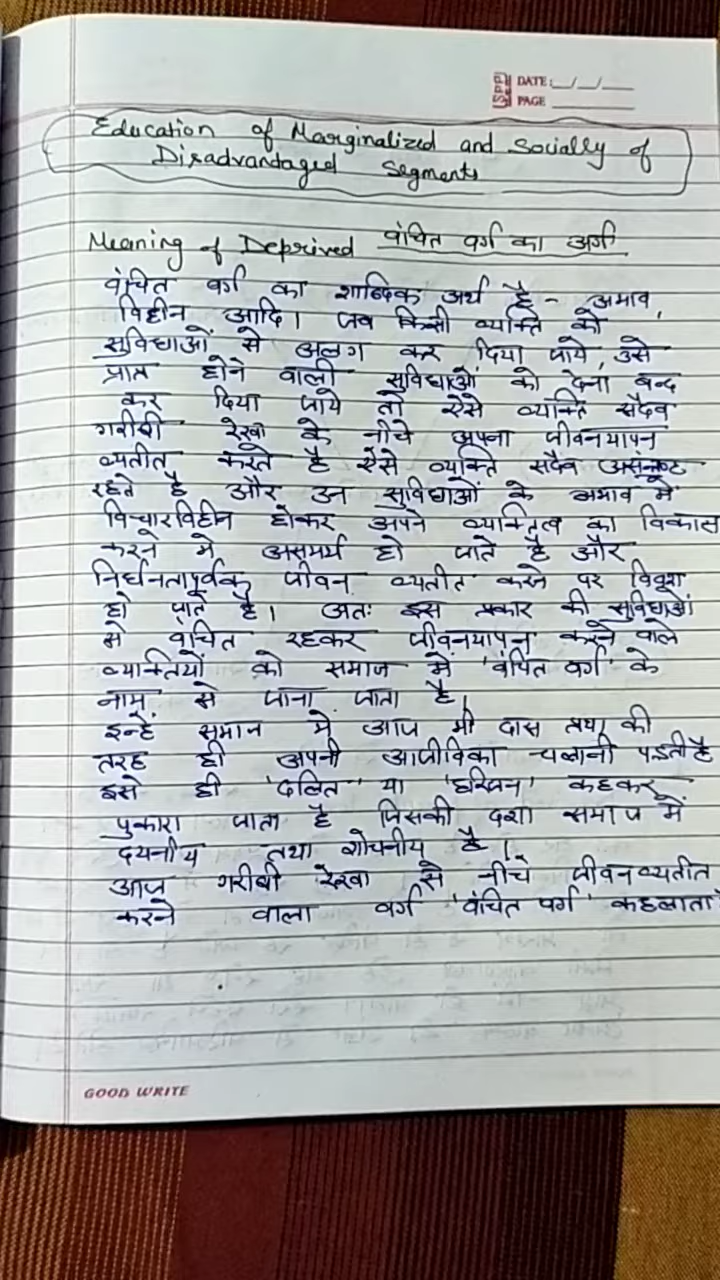 SPP DATE: __/__/__
PAGE
Education of Marginalized and Socially of
Disadvantaged Segments
Meaning of Deprived वंचित वर्ग का अर्थ
वंचित वर्ग का शाब्दिक अर्थ है - अभाव,
विहीन आदि। जब किसी व्यक्ति को
सुविधाओं से अलग कर दिया जाये, उसे
प्राप्त होने वाली सुविधाओं को देना बन्द
कर दिया जाये तो ऐसे व्यक्ति सदैव
गरीबी रेखा के नीचे अपना जीवनयापन
व्यतीत करते है ऐसे व्यक्ति सदैव असंतुष्ट
रहते है और उन सुविधाओं के अभाव में
विचारविहीन होकर अपने व्यक्तित्व का विकास
करने मे असमर्थ हो जाते है और
निर्धनतापूर्वक जीवन व्यतीत करने पर विवश
हो जाते है। अतः इस प्रकार की सुविधाओं
से वंचित रहकर जीवनयापन करने वाले
व्यक्तियों को समाज मे 'वंचित वर्ग' के
नाम से जाना जाता है।
इन्हें समाज मे आज भी दास प्रथा की
तरह ही अपनी आजीविका चलानी पड़ती है
इसे ही 'दलित' या 'हरिजन' कहकर
पुकारा जाता है जिसकी दशा समाज में
दयनीय तथा शोचनीय है।
आज गरीबी रेखा से नीचे जीवन व्यतीत
करने वाला वर्ग 'वंचित वर्ग' कहलाता
GOOD WRITE